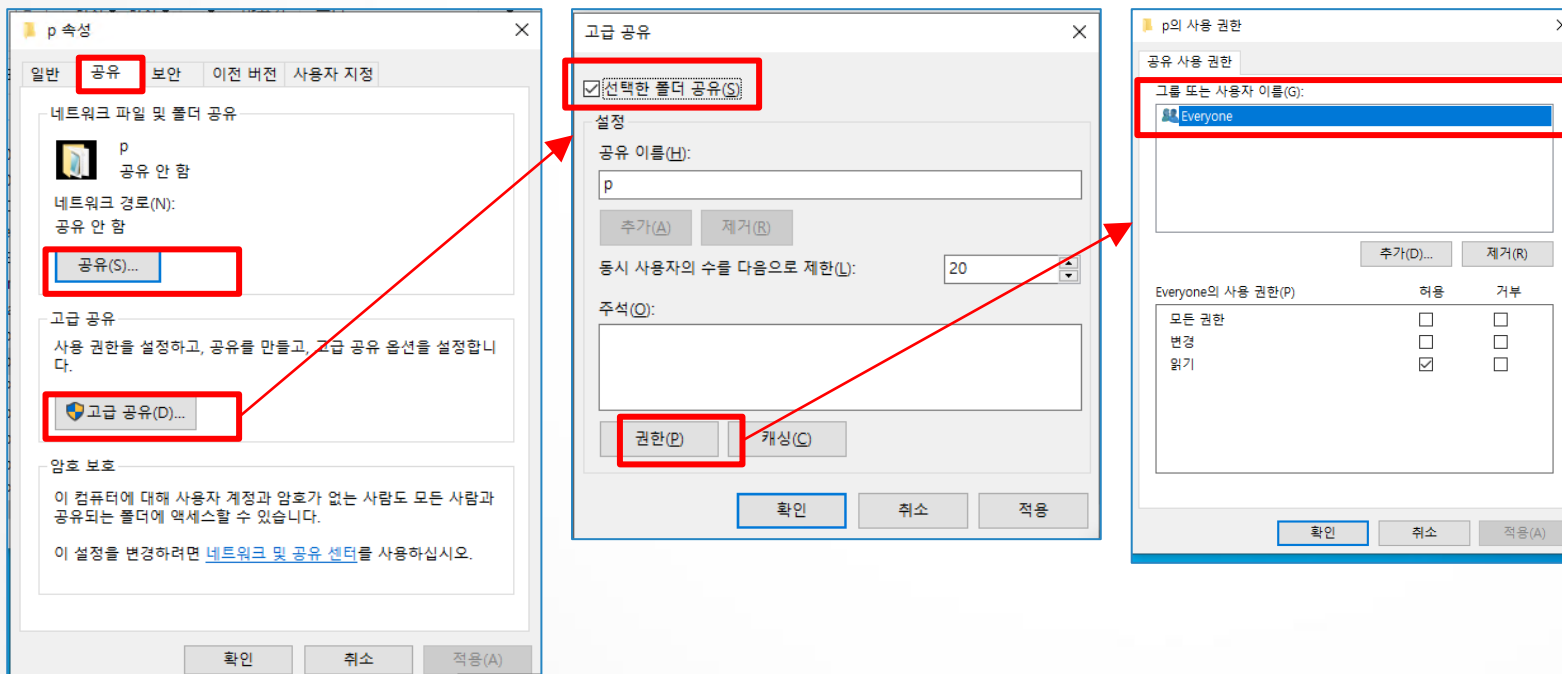 p 속성
일반 공유 보안 이전 버전 사용자 지정
네트워크 파일 및 폴더 공유
p
공유 안 함
네트워크 경로(N):
공유 안 함
공유(S)...
고급 공유
사용 권한을 설정하고, 공유를 만들고, 고급 공유 옵션을 설정합니
다.
고급 공유(D)...
암호 보호
이 컴퓨터에 대해 사용자 계정과 암호가 없는 사람도 모든 사람과
공유되는 폴더에 액세스할 수 있습니다.
이 설정을 변경하려면 네트워크 및 공유 센터를 사용하십시오.
확인 취소 적용(A)
고급 공유
선택한 폴더 공유(S)
설정
공유 이름(H):
p
추가(A) 제거(R)
동시 사용자의 수를 다음으로 제한(L): 20
주석(O):
권한(P) 캐싱(C)
확인 취소 적용
p의 사용 권한
공유 사용 권한
그룹 또는 사용자 이름(G):
Everyone
추가(D)... 제거(R)
Everyone의 사용 권한(P) 허용 거부
모든 권한
변경
읽기
확인 취소 적용(A)